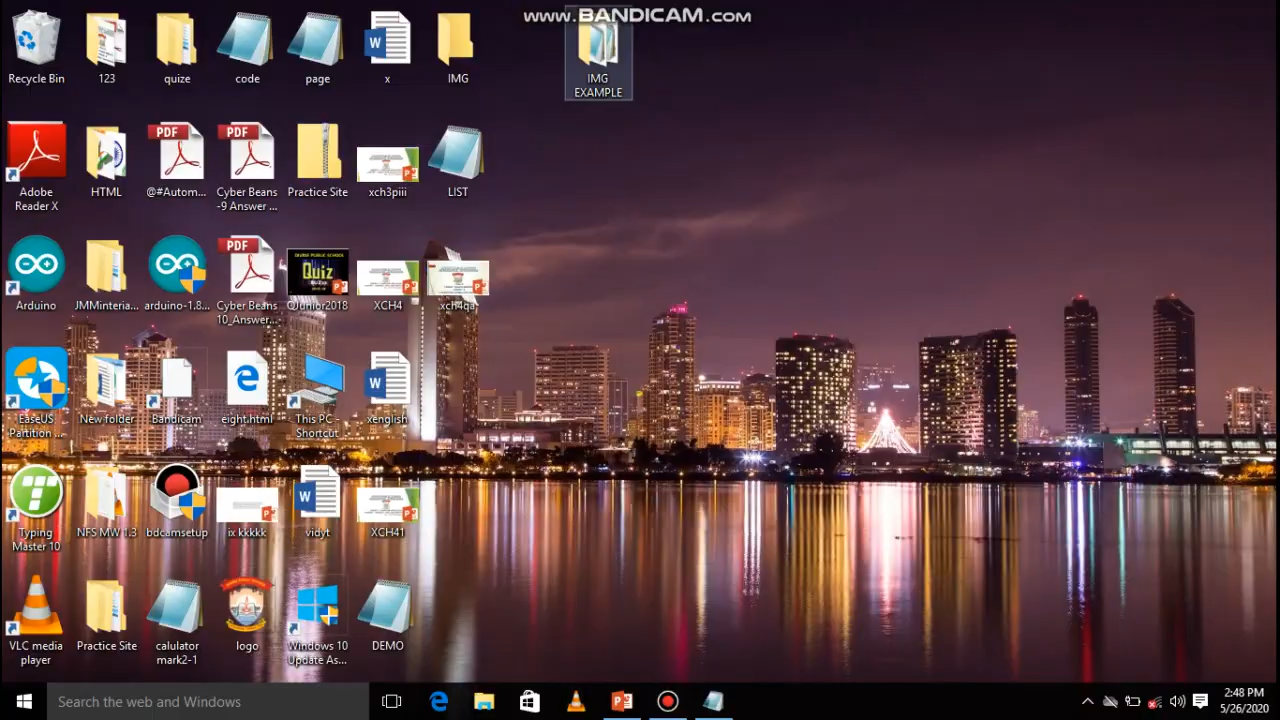 www.BANDICAM.com
Recycle Bin
123
quize
code
page
x
IMG
IMG
EXAMPLE
Adobe
Reader X
HTML
@#Autom...
Cyber Beans
-9 Answer ...
Practice Site
xch3piii
LIST
Arduino
JMMinteria...
arduino-1.8...
Cyber Beans
10_Answer...
Quiz
QJunior2018
XCH4
xch4qa
EaseUS
Partition ...
New folder
Bandicam
eight.html
This PC -
Shortcut
xenglish
Typing
Master 10
NFS MW 1.3
bdcamsetup
ix kkkkk
vidyt
XCH41
VLC media
player
Practice Site
calulator
mark2-1
logo
Windows 10
Update As...
DEMO
Search the web and Windows
2:48 PM
5/26/2020